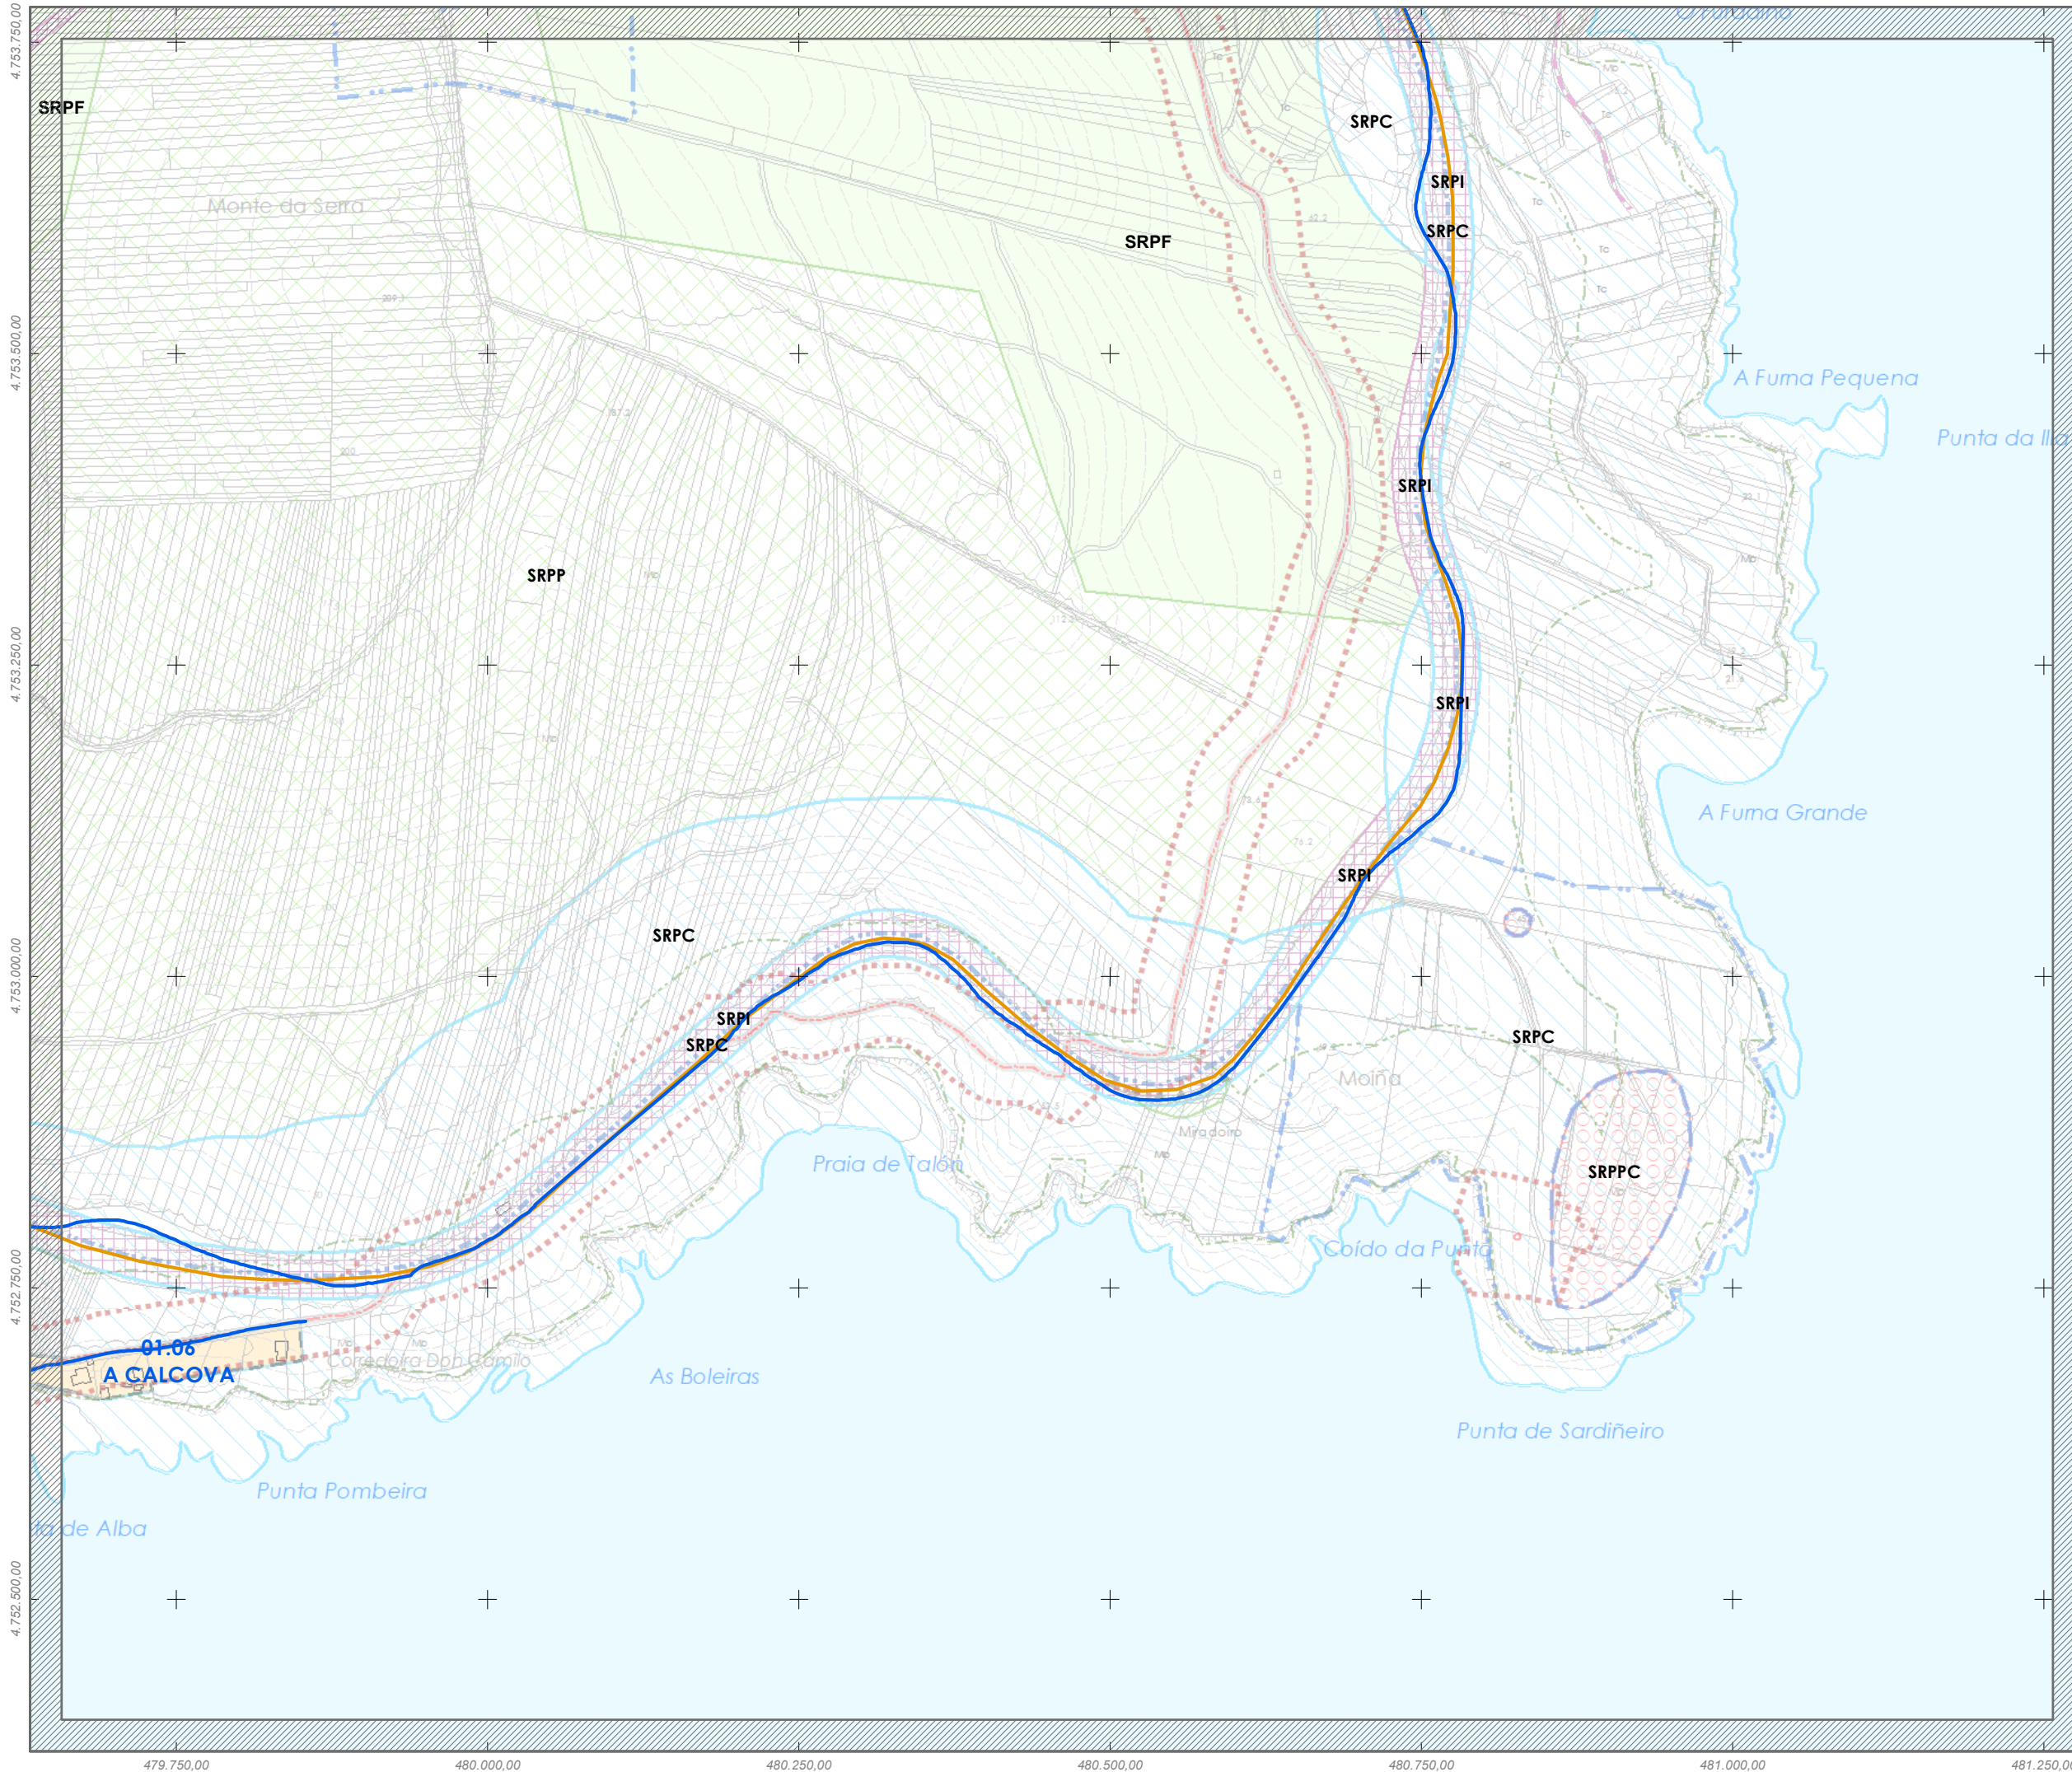 O Furadiño
4.753.750,00
SRPF
SRPC
SRPI
Monte da Serra
SRPC
SRPF
4.753.500,00
A Furna Pequena
Punta da Illa
SRPI
SRPP
4.753.250,00
SRPI
A Furna Grande
SRPI
SRPC
4.753.000,00
SRPI
SRPC
SRPC
Moiña
Miradoiro
Praia de Talón
SRPPC
Coído da Punta
4.752.750,00
01.06
A CALCOVA
Corredoira Don Camilo
As Boleiras
Punta de Sardiñeiro
Punta Pombeira
ta de Alba
4.752.500,00
479.750,00
480.000,00
480.250,00
480.500,00
480.750,00
481.000,00
481.250,00